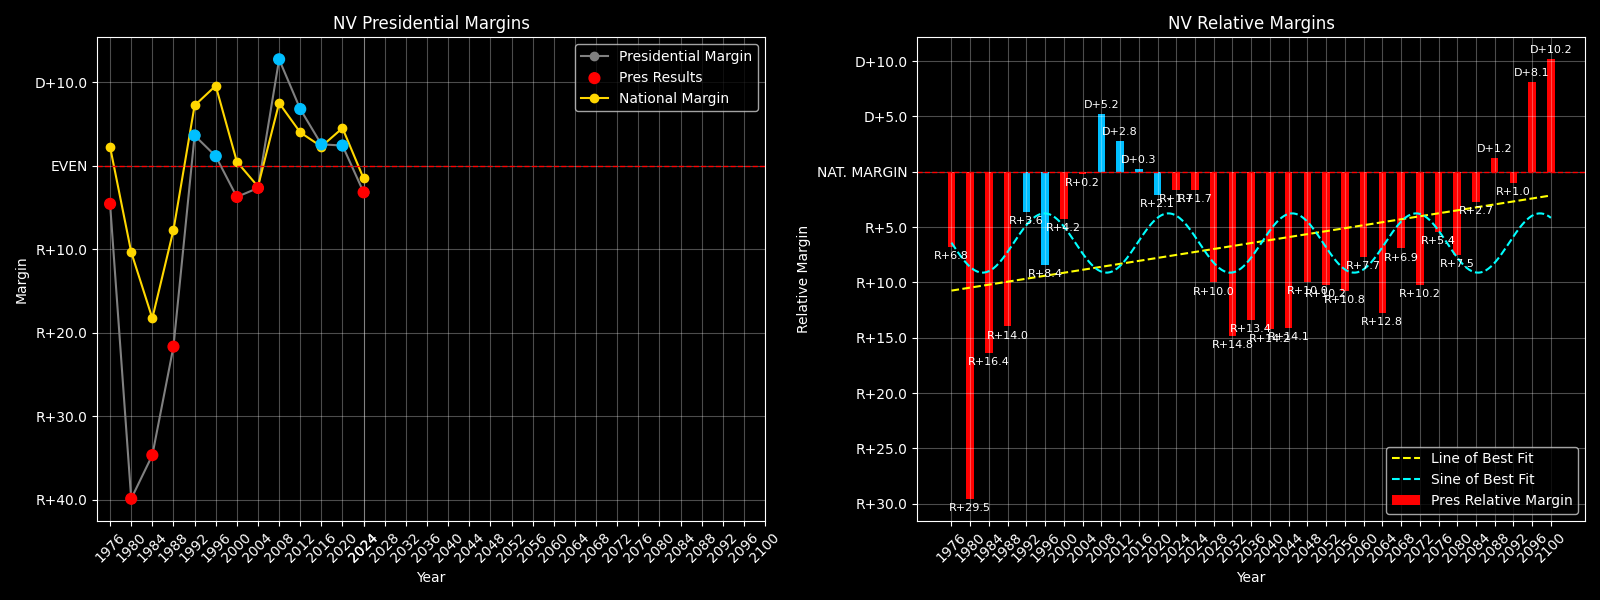 NV Presidential Margins
Presidential Margin
Pres Results
National Margin
Margin
D+10.0
EVEN
R+10.0
R+20.0
R+30.0
R+40.0
1976
1980
1984
1988
1992
1996
2000
2004
2008
2012
2016
2020
2024
2028
2032
2036
2040
2044
2048
2052
2056
2060
2064
2068
2072
2076
2080
2084
2088
2092
2096
2100
Year
NV Relative Margins
Relative Margin
D+10.0
D+5.0
NAT. MARGIN
R+5.0
R+10.0
R+15.0
R+20.0
R+25.0
R+30.0
R+6.8
R+29.5
R+16.4
R+14.0
R+3.6
R+8.4
R+4.2
R+0.2
D+5.2
D+2.8
D+0.3
R+2.1
R+1.7
R+1.7
R+10.0
R+14.8
R+13.4
R+14.2
R+14.1
R+10.0
R+10.2
R+10.8
R+7.7
R+12.8
R+6.9
R+10.2
R+5.4
R+7.5
R+2.7
D+1.2
R+1.0
D+8.1
D+10.2
Line of Best Fit
Sine of Best Fit
Pres Relative Margin
1976
1980
1984
1988
1992
1996
2000
2004
2008
2012
2016
2020
2024
2024
2028
2032
2036
2040
2044
2048
2052
2056
2060
2064
2068
2072
2076
2080
2084
2088
2092
2096
2100
Year